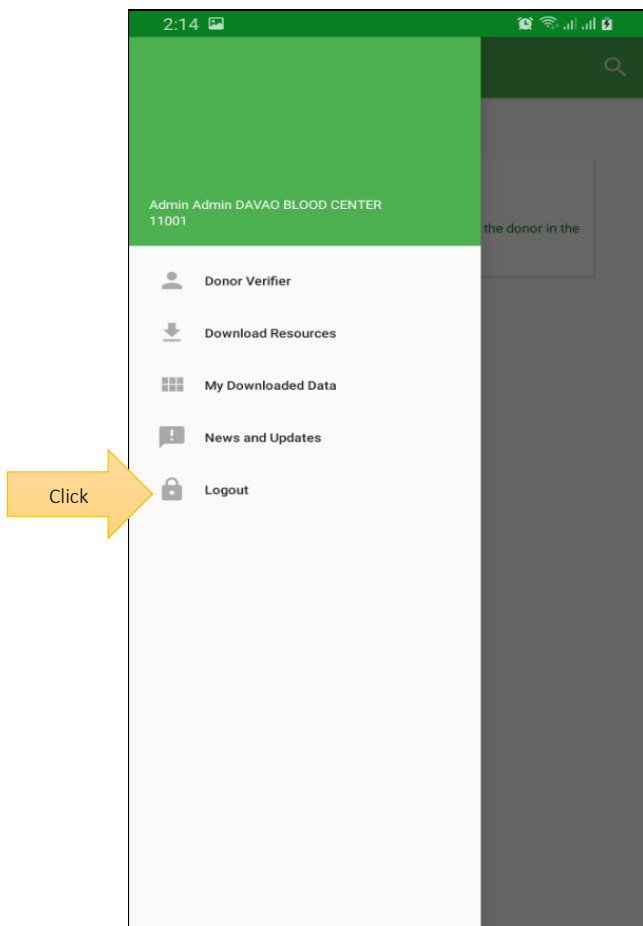 2:14
Admin Admin DAVAO BLOOD CENTER
11001
the donor in the
Donor Verifier
Download Resources
My Downloaded Data
News and Updates
Click
Logout